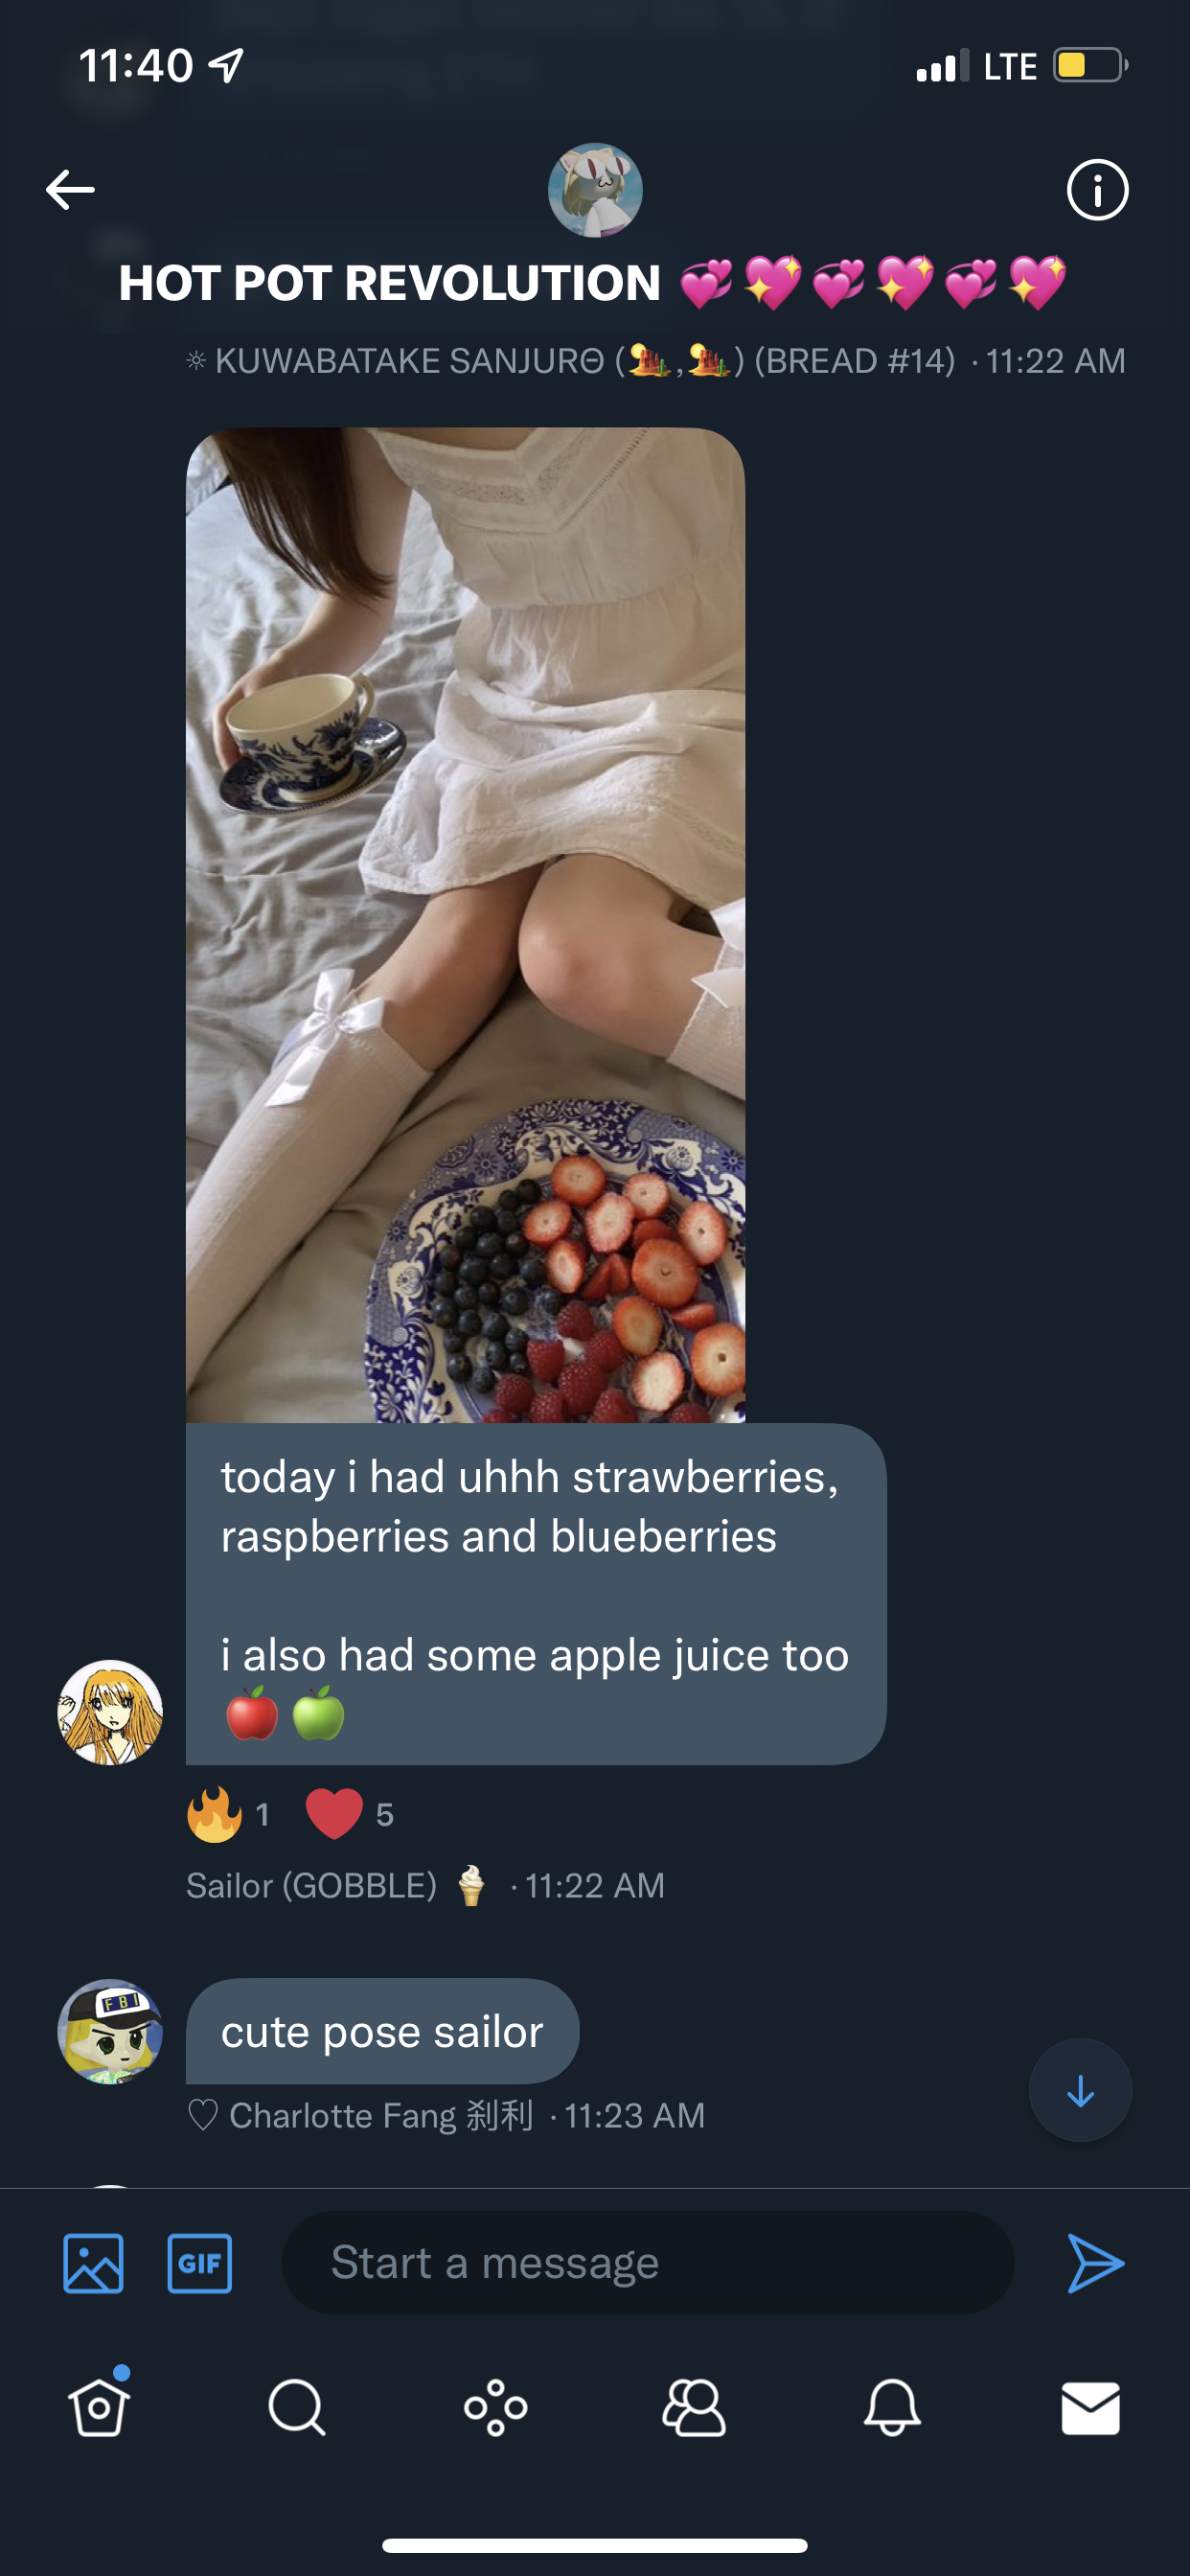 11:40
LTE
HOT POT REVOLUTION 💞💖💞💖💞💖
☼ KUWABATAKE SANJURΘ (🏜️,🏜️) (BREAD #14) · 11:22 AM
today i had uhhh strawberries,
raspberries and blueberries
i also had some apple juice too
🍎🍏
🔥 1 ❤️ 5
Sailor (GOBBLE) 🍦 · 11:22 AM
FBI
cute pose sailor
♡ Charlotte Fang 刹利 · 11:23 AM
GIF
Start a message